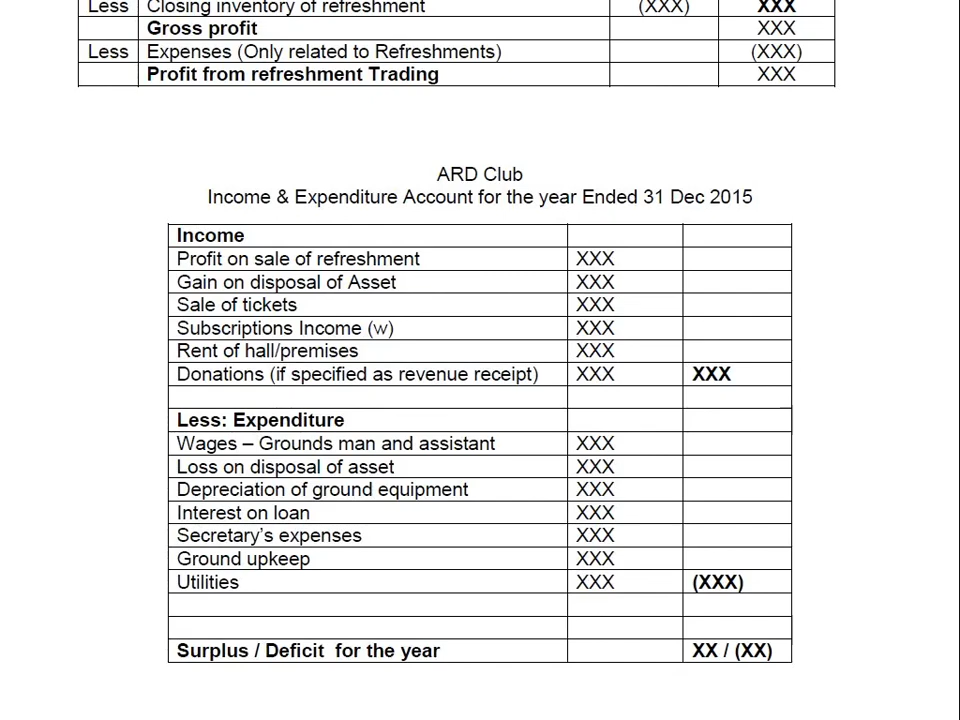 Less Closing inventory of refreshment (XXX) XXX
Gross profit XXX
Less Expenses (Only related to Refreshments) (XXX)
Profit from refreshment Trading XXX
ARD Club
Income & Expenditure Account for the year Ended 31 Dec 2015
Income
Profit on sale of refreshment XXX
Gain on disposal of Asset XXX
Sale of tickets XXX
Subscriptions Income (w) XXX
Rent of hall/premises XXX
Donations (if specified as revenue receipt) XXX XXX
Less: Expenditure
Wages – Grounds man and assistant XXX
Loss on disposal of asset XXX
Depreciation of ground equipment XXX
Interest on loan XXX
Secretary's expenses XXX
Ground upkeep XXX
Utilities XXX (XXX)
Surplus / Deficit for the year XX / (XX)